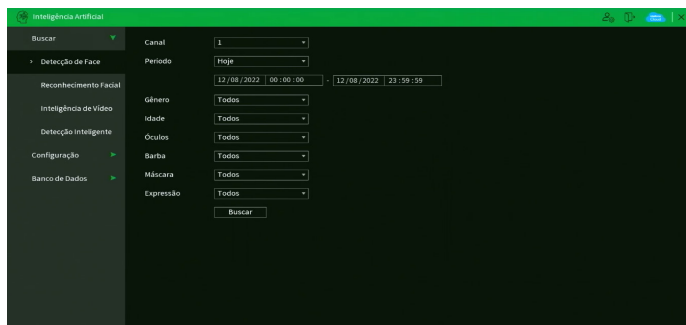 Inteligência Artificial
Buscar
> Detecção de Face
Reconhecimento Facial
Inteligência de Vídeo
Detecção Inteligente
Configuração
Banco de Dados
Canal 1
Periodo Hoje
12/08/2022 00:00:00 - 12/08/2022 23:59:59
Gênero Todos
Idade Todos
Óculos Todos
Barba Todos
Máscara Todos
Expressão Todos
Buscar